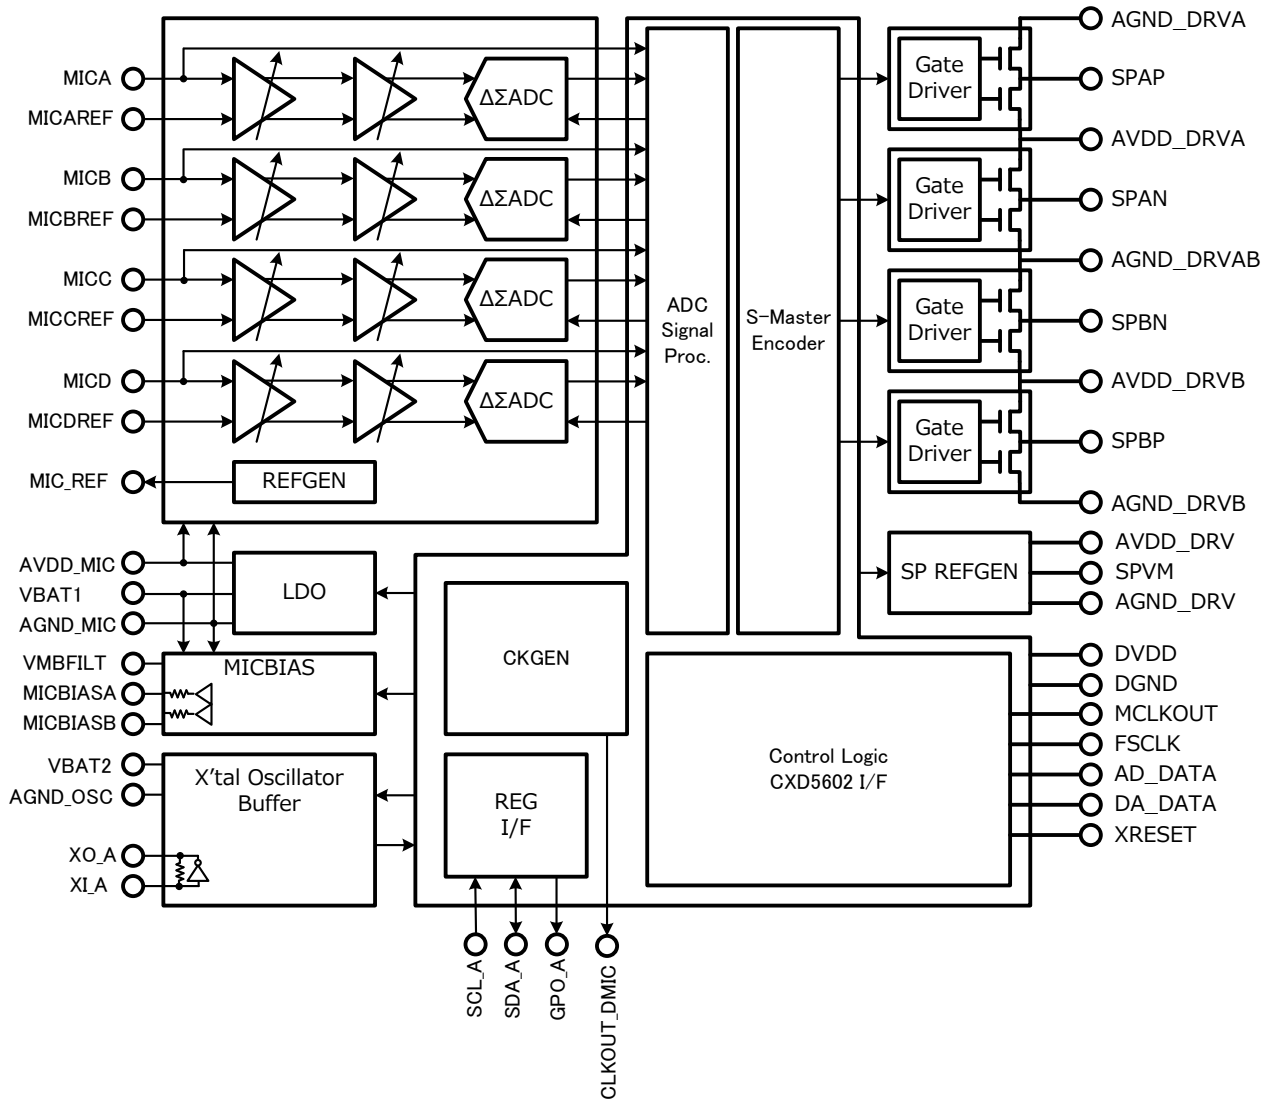 AGND_DRVA
MICA
MICAREF
ΔΣADC
Gate
Driver
SPAP
AVDD_DRVA
MICB
MICBREF
ΔΣADC
Gate
Driver
SPAN
AGND_DRVAB
MICC
MICCREF
ΔΣADC
ADC
Signal
Proc.
S-Master
Encoder
Gate
Driver
SPBN
AVDD_DRVB
MICD
MICDREF
ΔΣADC
Gate
Driver
SPBP
AGND_DRVB
MIC_REF
REFGEN
AVDD_MIC
VBAT1
AGND_MIC
LDO
SP REFGEN
AVDD_DRV
SPVM
AGND_DRV
VMBFILT
MICBIASA
MICBIASB
MICBIAS
CKGEN
DVDD
DGND
MCLKOUT
FSCLK
AD_DATA
DA_DATA
XRESET
Control Logic
CXD5602 I/F
VBAT2
AGND_OSC
X'tal Oscillator
Buffer
XO_A
XI_A
REG
I/F
SCL_A
SDA_A
GPO_A
CLKOUT_DMIC